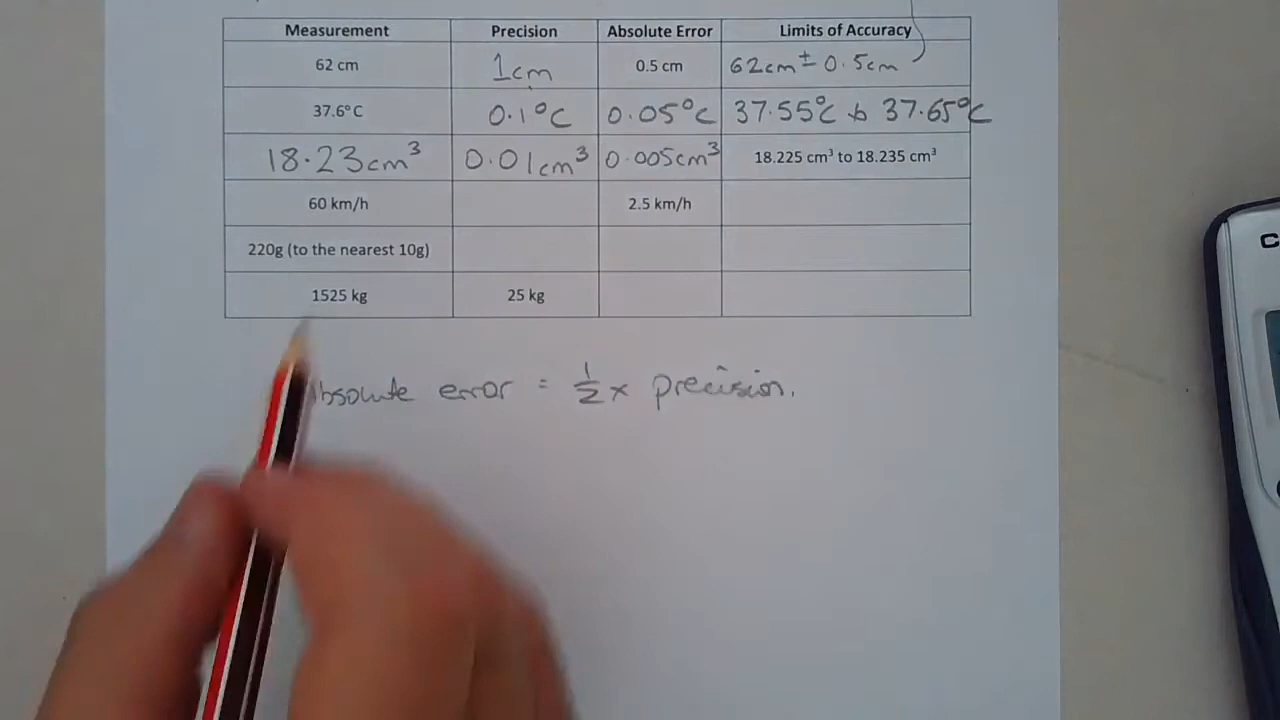 Measurement Precision Absolute Error Limits of Accuracy
62 cm 1cm 0.5 cm 62cm ± 0.5cm
37.6°C 0.1°C 0.05°C 37.55°C to 37.65°C
18.23cm³ 0.01cm³ 0.005cm³ 18.225 cm³ to 18.235 cm³
60 km/h 2.5 km/h
220g (to the nearest 10g)
1525 kg 25 kg
absolute error = ½ x precision.
C